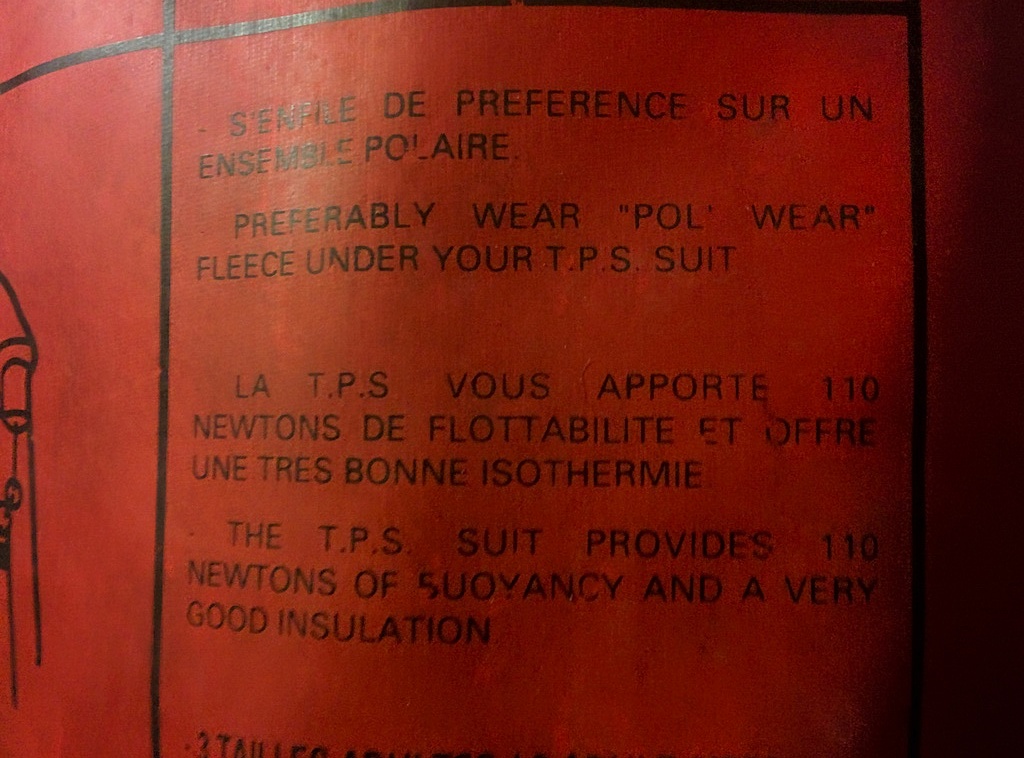 - S'ENFILE DE PREFERENCE SUR UN
ENSEMBLE POLAIRE.
PREFERABLY WEAR "POL' WEAR"
FLEECE UNDER YOUR T.P.S. SUIT
LA T.P.S VOUS APPORTE 110
NEWTONS DE FLOTTABILITE ET OFFRE
UNE TRES BONNE ISOTHERMIE
- THE T.P.S. SUIT PROVIDES 110
NEWTONS OF BUOYANCY AND A VERY
GOOD INSULATION
- 3 TAILLES